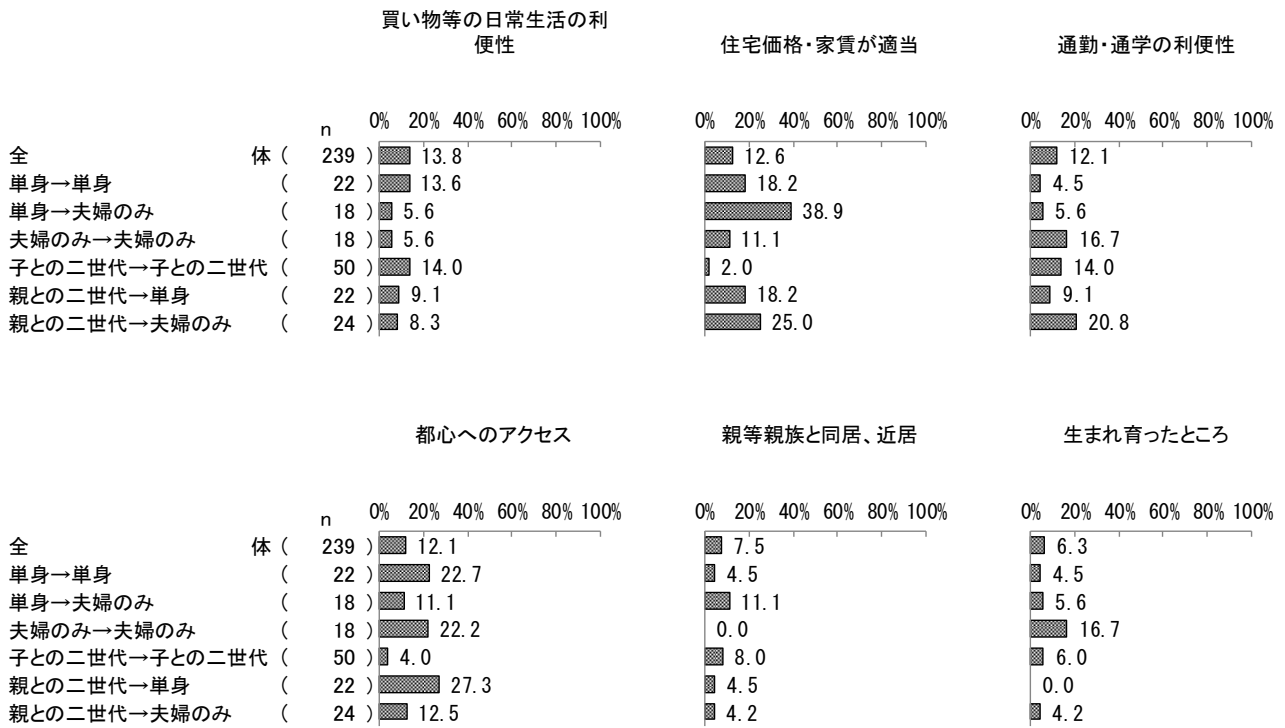 買い物等の日常生活の利
便性
住宅価格・家賃が適当
通勤・通学の利便性
n 0% 20% 40% 60% 80% 100% 0% 20% 40% 60% 80% 100% 0% 20% 40% 60% 80% 100%
全体 ( 239 ) 13.8 12.6 12.1
単身→単身 ( 22 ) 13.6 18.2 4.5
単身→夫婦のみ ( 18 ) 5.6 38.9 5.6
夫婦のみ→夫婦のみ ( 18 ) 5.6 11.1 16.7
子との二世代→子との二世代 ( 50 ) 14.0 2.0 14.0
親との二世代→単身 ( 22 ) 9.1 18.2 9.1
親との二世代→夫婦のみ ( 24 ) 8.3 25.0 20.8
都心へのアクセス 親等親族と同居、近居 生まれ育ったところ
n 0% 20% 40% 60% 80% 100% 0% 20% 40% 60% 80% 100% 0% 20% 40% 60% 80% 100%
全体 ( 239 ) 12.1 7.5 6.3
単身→単身 ( 22 ) 22.7 4.5 4.5
単身→夫婦のみ ( 18 ) 11.1 11.1 5.6
夫婦のみ→夫婦のみ ( 18 ) 22.2 0.0 16.7
子との二世代→子との二世代 ( 50 ) 4.0 8.0 6.0
親との二世代→単身 ( 22 ) 27.3 4.5 0.0
親との二世代→夫婦のみ ( 24 ) 12.5 4.2 4.2